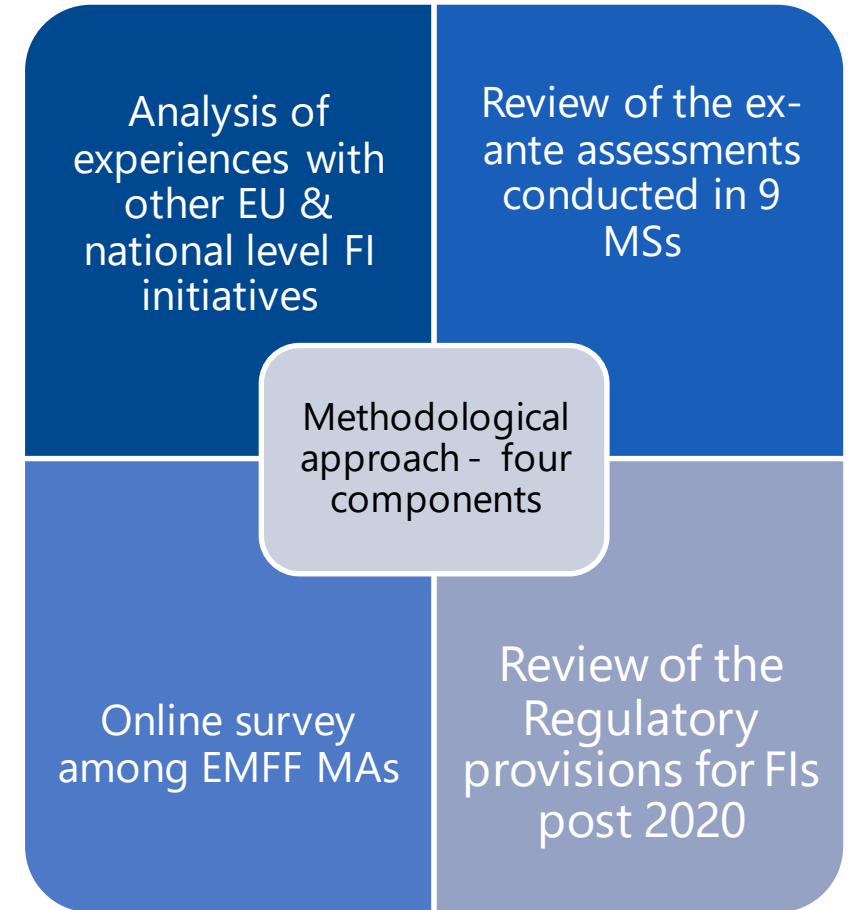 Analysis of
experiences with
other EU &
national level FI
initiatives
Review of the ex-
ante assessments
conducted in 9
MSs
Methodological
approach - four
components
Online survey
among EMFF MAs
Review of the
Regulatory
provisions for FIs
post 2020